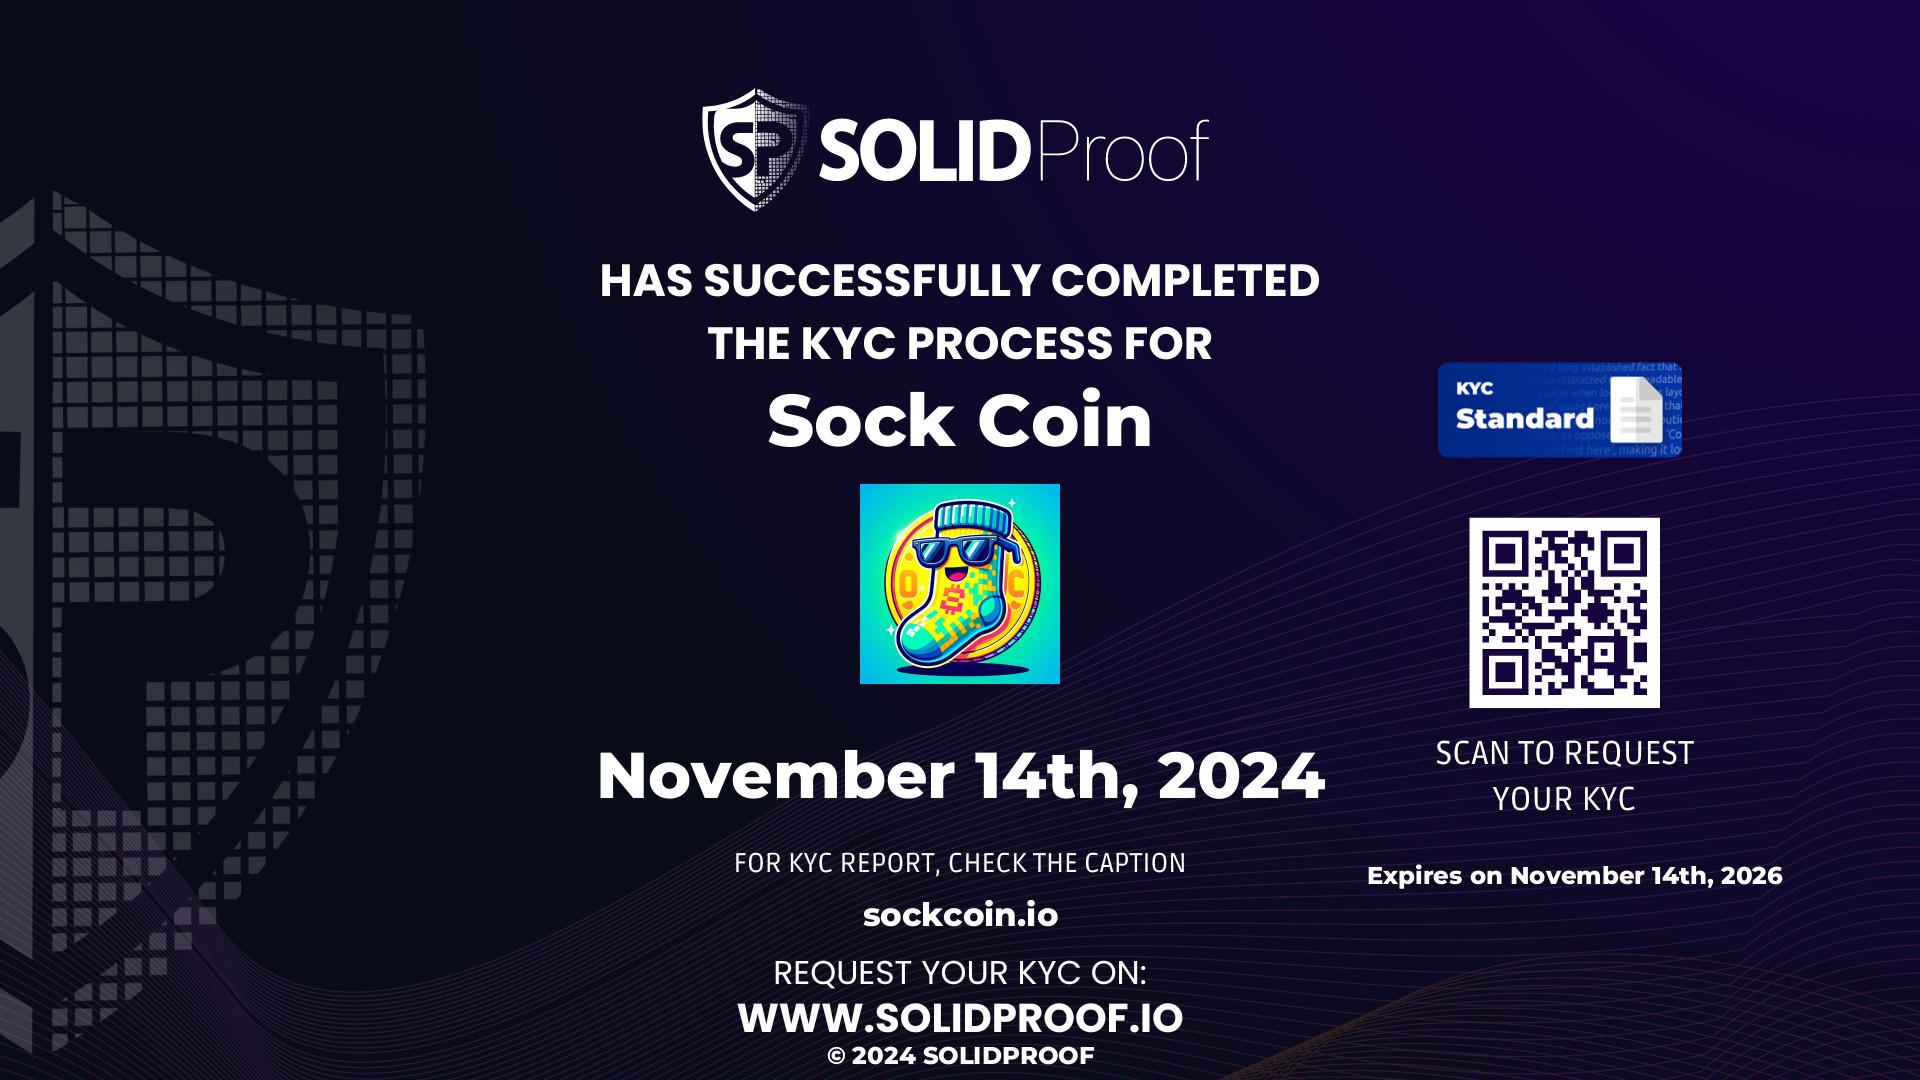 SP SOLIDProof
HAS SUCCESSFULLY COMPLETED
THE KYC PROCESS FOR
Sock Coin
O C
November 14th, 2024
FOR KYC REPORT, CHECK THE CAPTION
sockcoin.io
REQUEST YOUR KYC ON:
WWW.SOLIDPROOF.IO
© 2024 SOLIDPROOF
KYC
Standard
SCAN TO REQUEST
YOUR KYC
Expires on November 14th, 2026